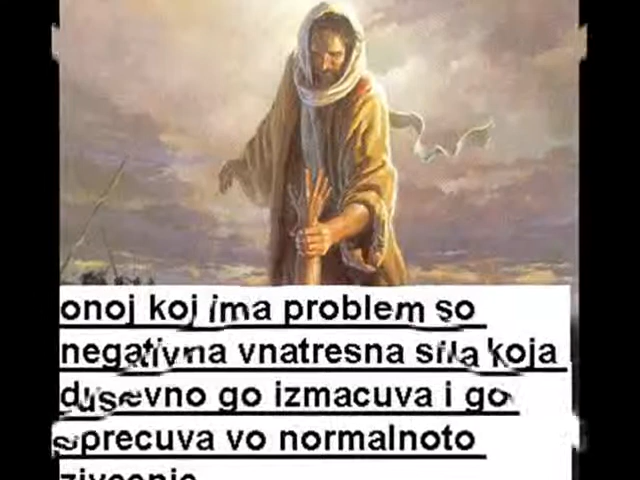 onoj koj ima problem so
negativna vnatresna sila koja
dusevno go izmacuva i go
sprecuva vo normalnoto